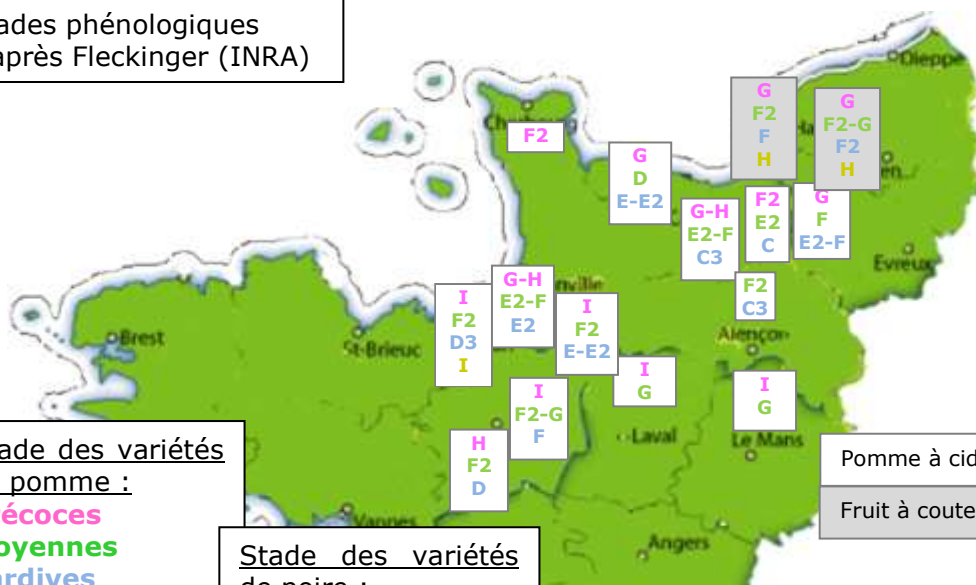 ades phénologiques
après Fleckinger (INRA)
Dieppe
G
F2
F
H
G
F2-G
F2
H
F2
G
D
E-E2
G-H
E2-F
C3
F2
E2
C
G
F
E2-F
Evreux
G-H
E2-F
E2
I
F2
D3
I
I
F2
E-E2
F2
C3
Alençon
Brest
St-Brieuc
I
G
I
G
I
F2-G
F
H
F2
D
Laval
Le Mans
Pomme à cid
Fruit à coute
ade des variétés
pomme :
écoces
oyennes
ardives
Vannes
Angers
Stade des variétés
de poire :